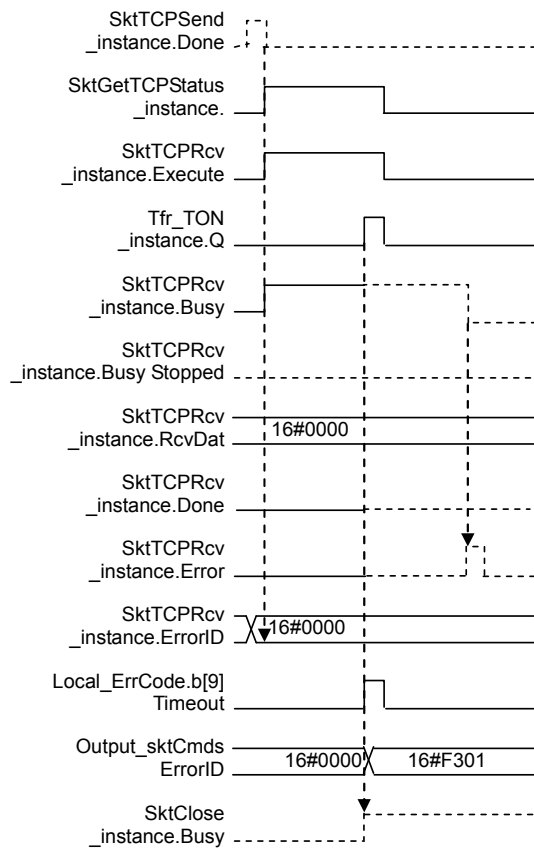 SktTCPSend
_instance.Done
SktGetTCPStatus
_instance.
SktTCPRcv
_instance.Execute
Tfr_TON
_instance.Q
SktTCPRcv
_instance.Busy
SktTCPRcv
_instance.Busy Stopped
SktTCPRcv
_instance.RcvDat
16#0000
SktTCPRcv
_instance.Done
SktTCPRcv
_instance.Error
SktTCPRcv
_instance.ErrorID
16#0000
Local_ErrCode.b[9]
Timeout
Output_sktCmds
ErrorID
16#0000
16#F301
SktClose
_instance.Busy